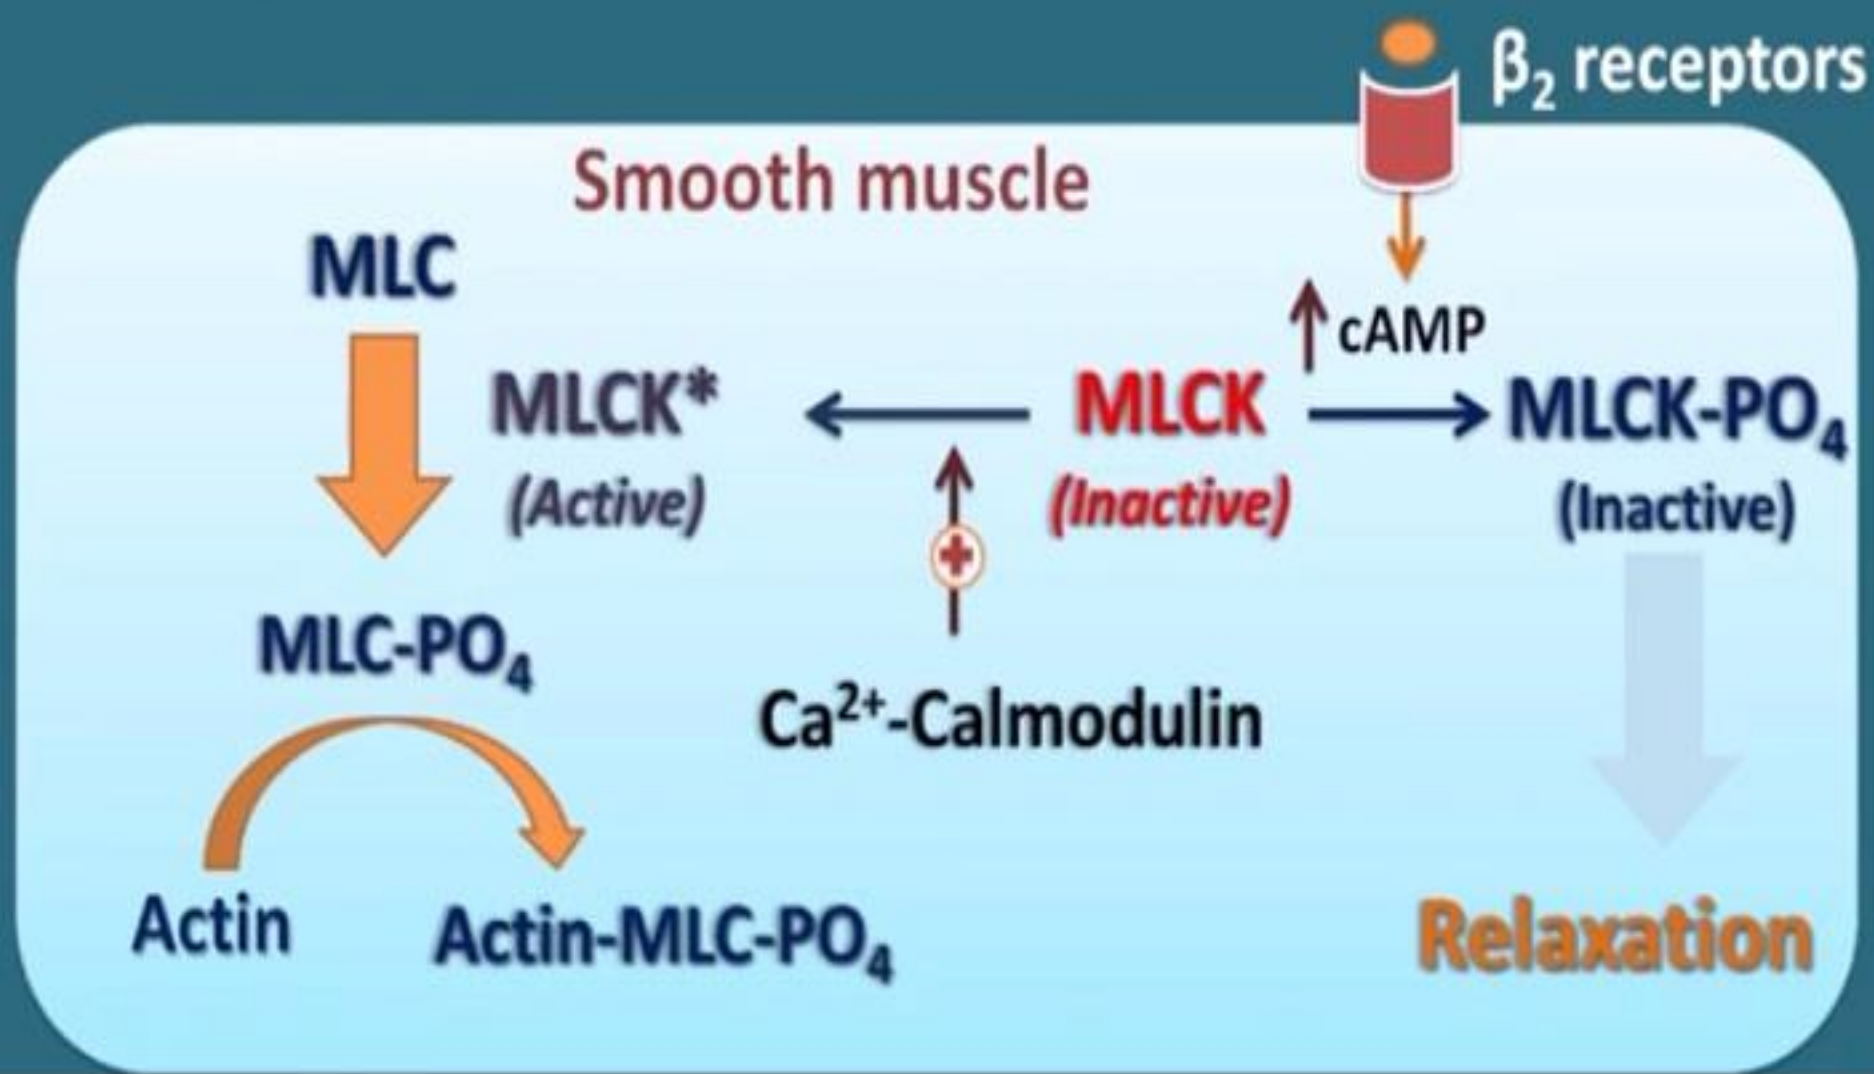 β₂ receptors
Smooth muscle
MLC
cAMP
MLCK*
MLCK
MLCK-PO₄
(Active)
(Inactive)
(Inactive)
MLC-PO₄
Ca²⁺-Calmodulin
Actin
Actin-MLC-PO₄
Relaxation